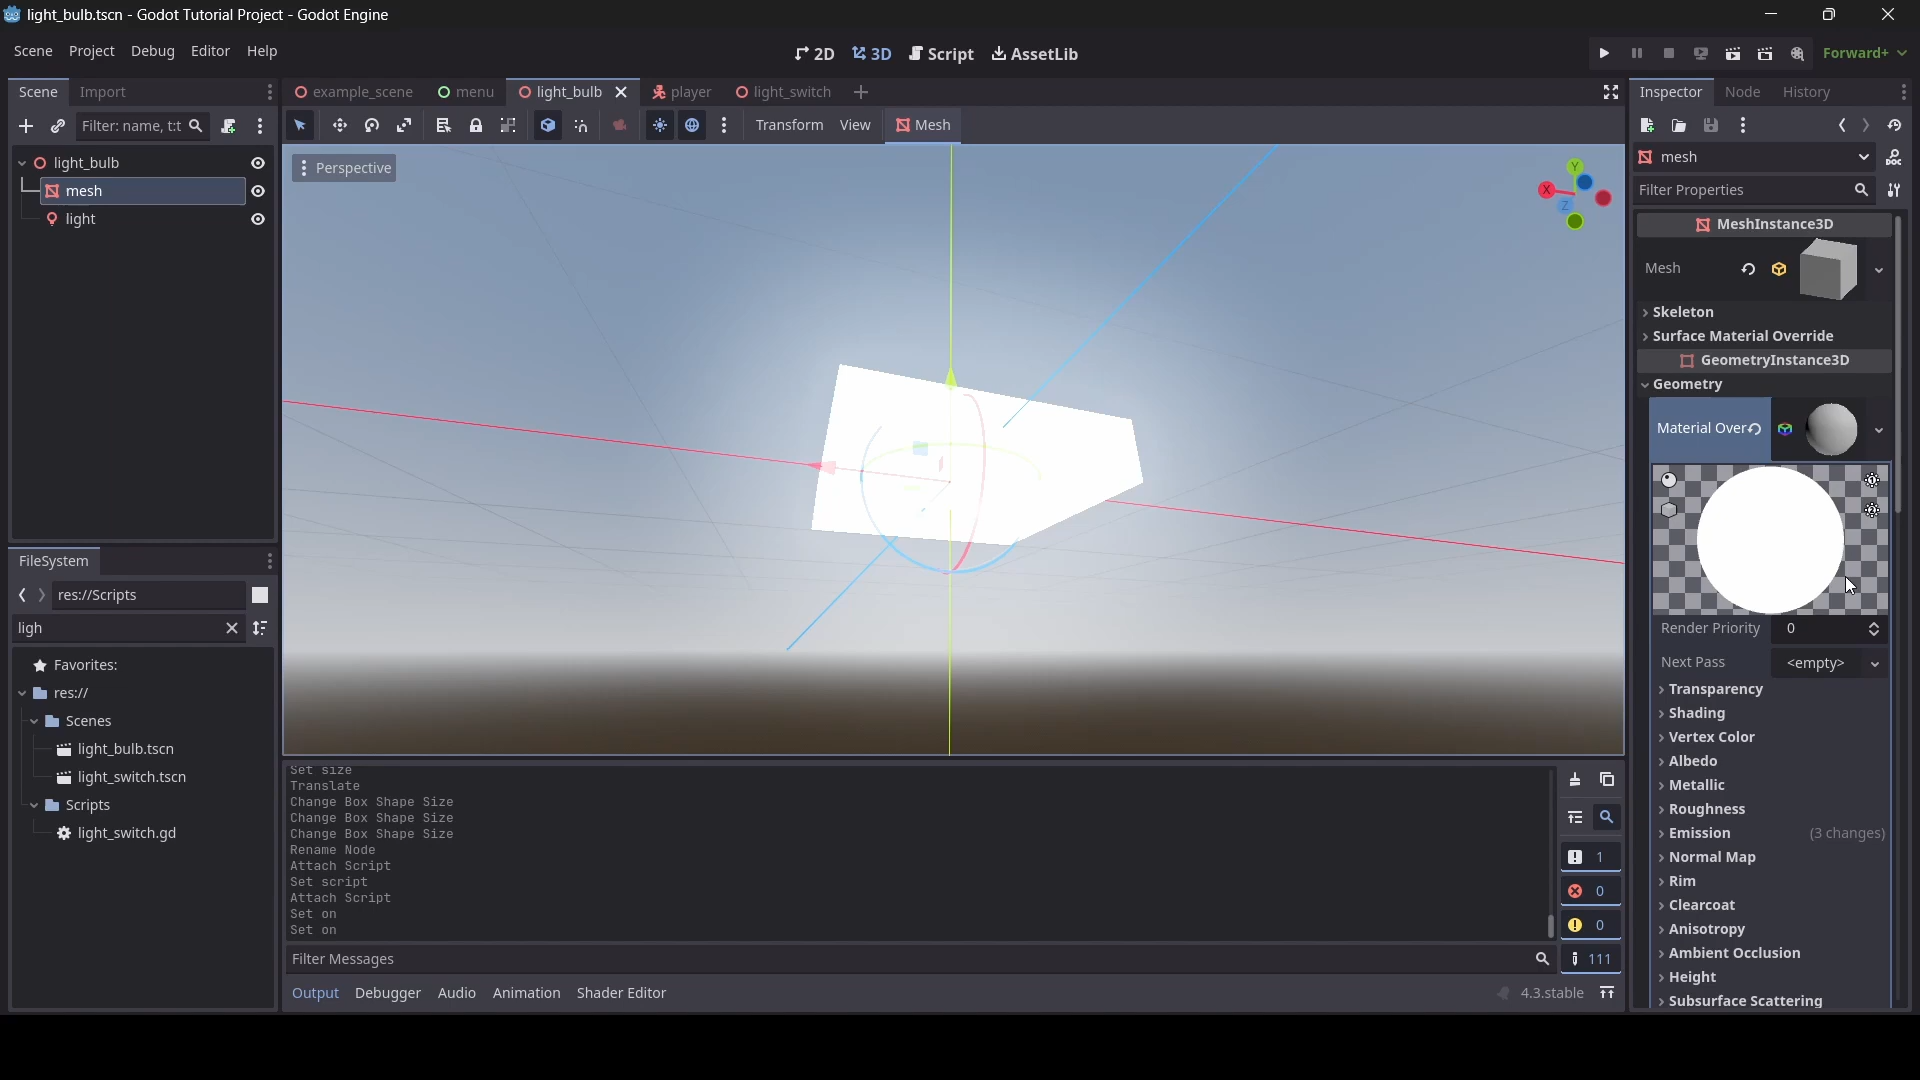 light_bulb.tscn - Godot Tutorial Project - Godot Engine
Scene Project Debug Editor Help
2D 3D Script AssetLib
Forward+
Scene Import
example_scene menu light_bulb player light_switch
Inspector Node History
Filter: name, t:t
Transform View Mesh
light_bulb
mesh
light
Perspective
Y
X
Z
mesh
Filter Properties
MeshInstance3D
Mesh
Skeleton
Surface Material Override
GeometryInstance3D
Geometry
Material Over
1
2
Render Priority 0
Next Pass <empty>
Transparency
Shading
Vertex Color
Albedo
Metallic
Roughness
Emission (3 changes)
Normal Map
Rim
Clearcoat
Anisotropy
Ambient Occlusion
Height
Subsurface Scattering
FileSystem
res://Scripts
ligh
Favorites:
res://
Scenes
light_bulb.tscn
light_switch.tscn
Scripts
light_switch.gd
Set size
Translate
Change Box Shape Size
Change Box Shape Size
Change Box Shape Size
Rename Node
Attach Script
Set script
Attach Script
Set on
Set on
1
0
0
111
Filter Messages
Output Debugger Audio Animation Shader Editor
4.3.stable